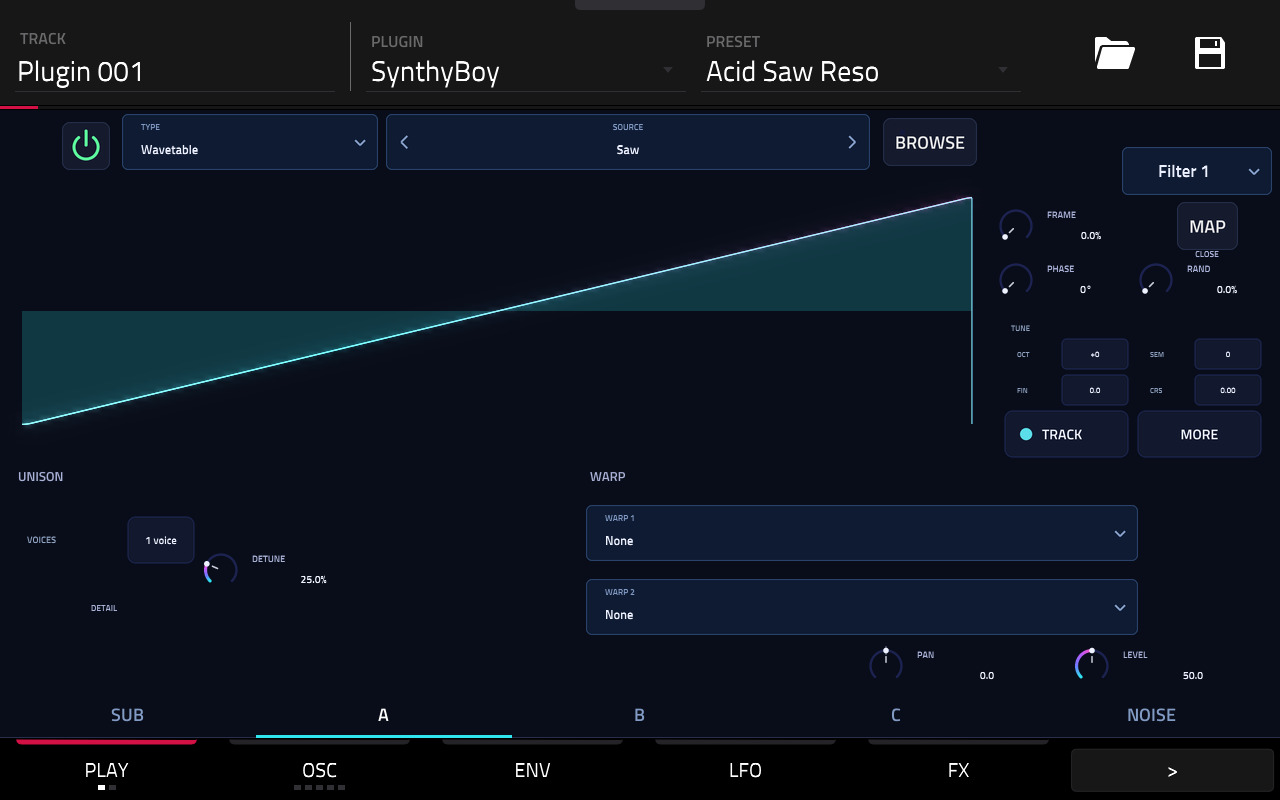 TRACK
Plugin 001
PLUGIN
SynthyBoy
PRESET
Acid Saw Reso
TYPE
Wavetable
SOURCE
Saw
BROWSE
Filter 1
FRAME
0.0%
MAP
CLOSE
PHASE
0°
RAND
0.0%
TUNE
OCT
+0
SEM
0
FIN
0.0
CRS
0.00
TRACK
MORE
UNISON
VOICES
1 voice
DETUNE
25.0%
DETAIL
WARP
WARP 1
None
WARP 2
None
PAN
0.0
LEVEL
50.0
SUB
A
B
C
NOISE
PLAY
OSC
ENV
LFO
FX
>